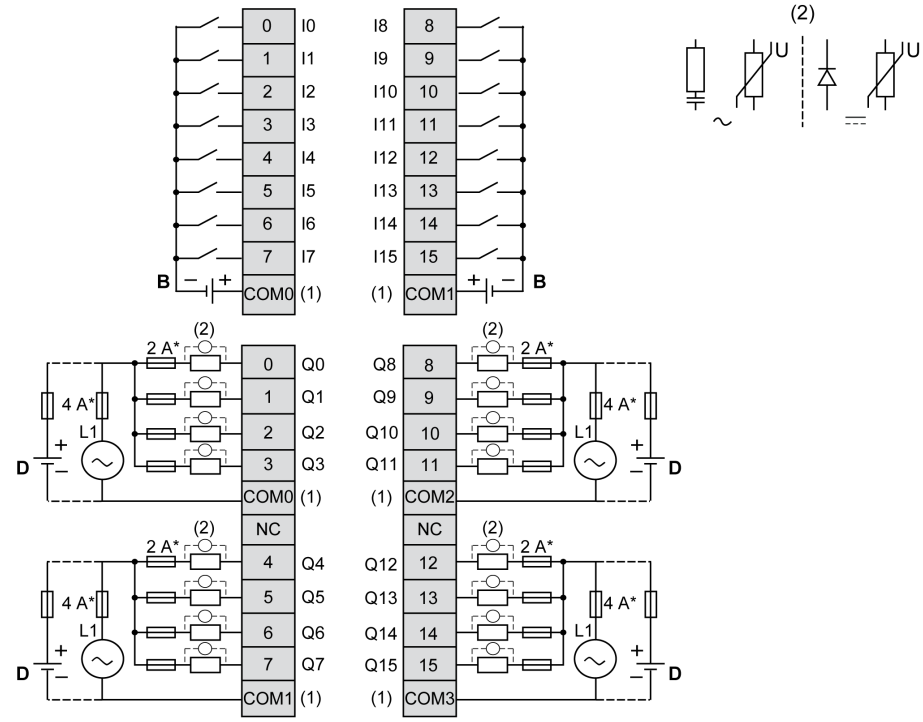 (2)
0 I0 I8 8
U U
1 I1 I9 9
2 I2 I10 10
3 I3 I11 11
4 I4 I12 12
5 I5 I13 13
6 I6 I14 14
7 I7 I15 15
B − + + − B
COM0 (1) (1) COM1
(2) (2)
2 A* 2 A*
0 Q0 Q8 8
4 A* 1 Q1 Q9 9 4 A*
L1 2 Q2 Q10 10 L1
+ +
D 3 Q3 Q11 11 D
− −
COM0 (1) (1) COM2
NC NC
(2) (2)
2 A* 2 A*
4 Q4 Q12 12
4 A* 5 Q5 Q13 13 4 A*
L1 6 Q6 Q14 14 L1
+ +
D 7 Q7 Q15 15 D
− −
COM1 (1) (1) COM3